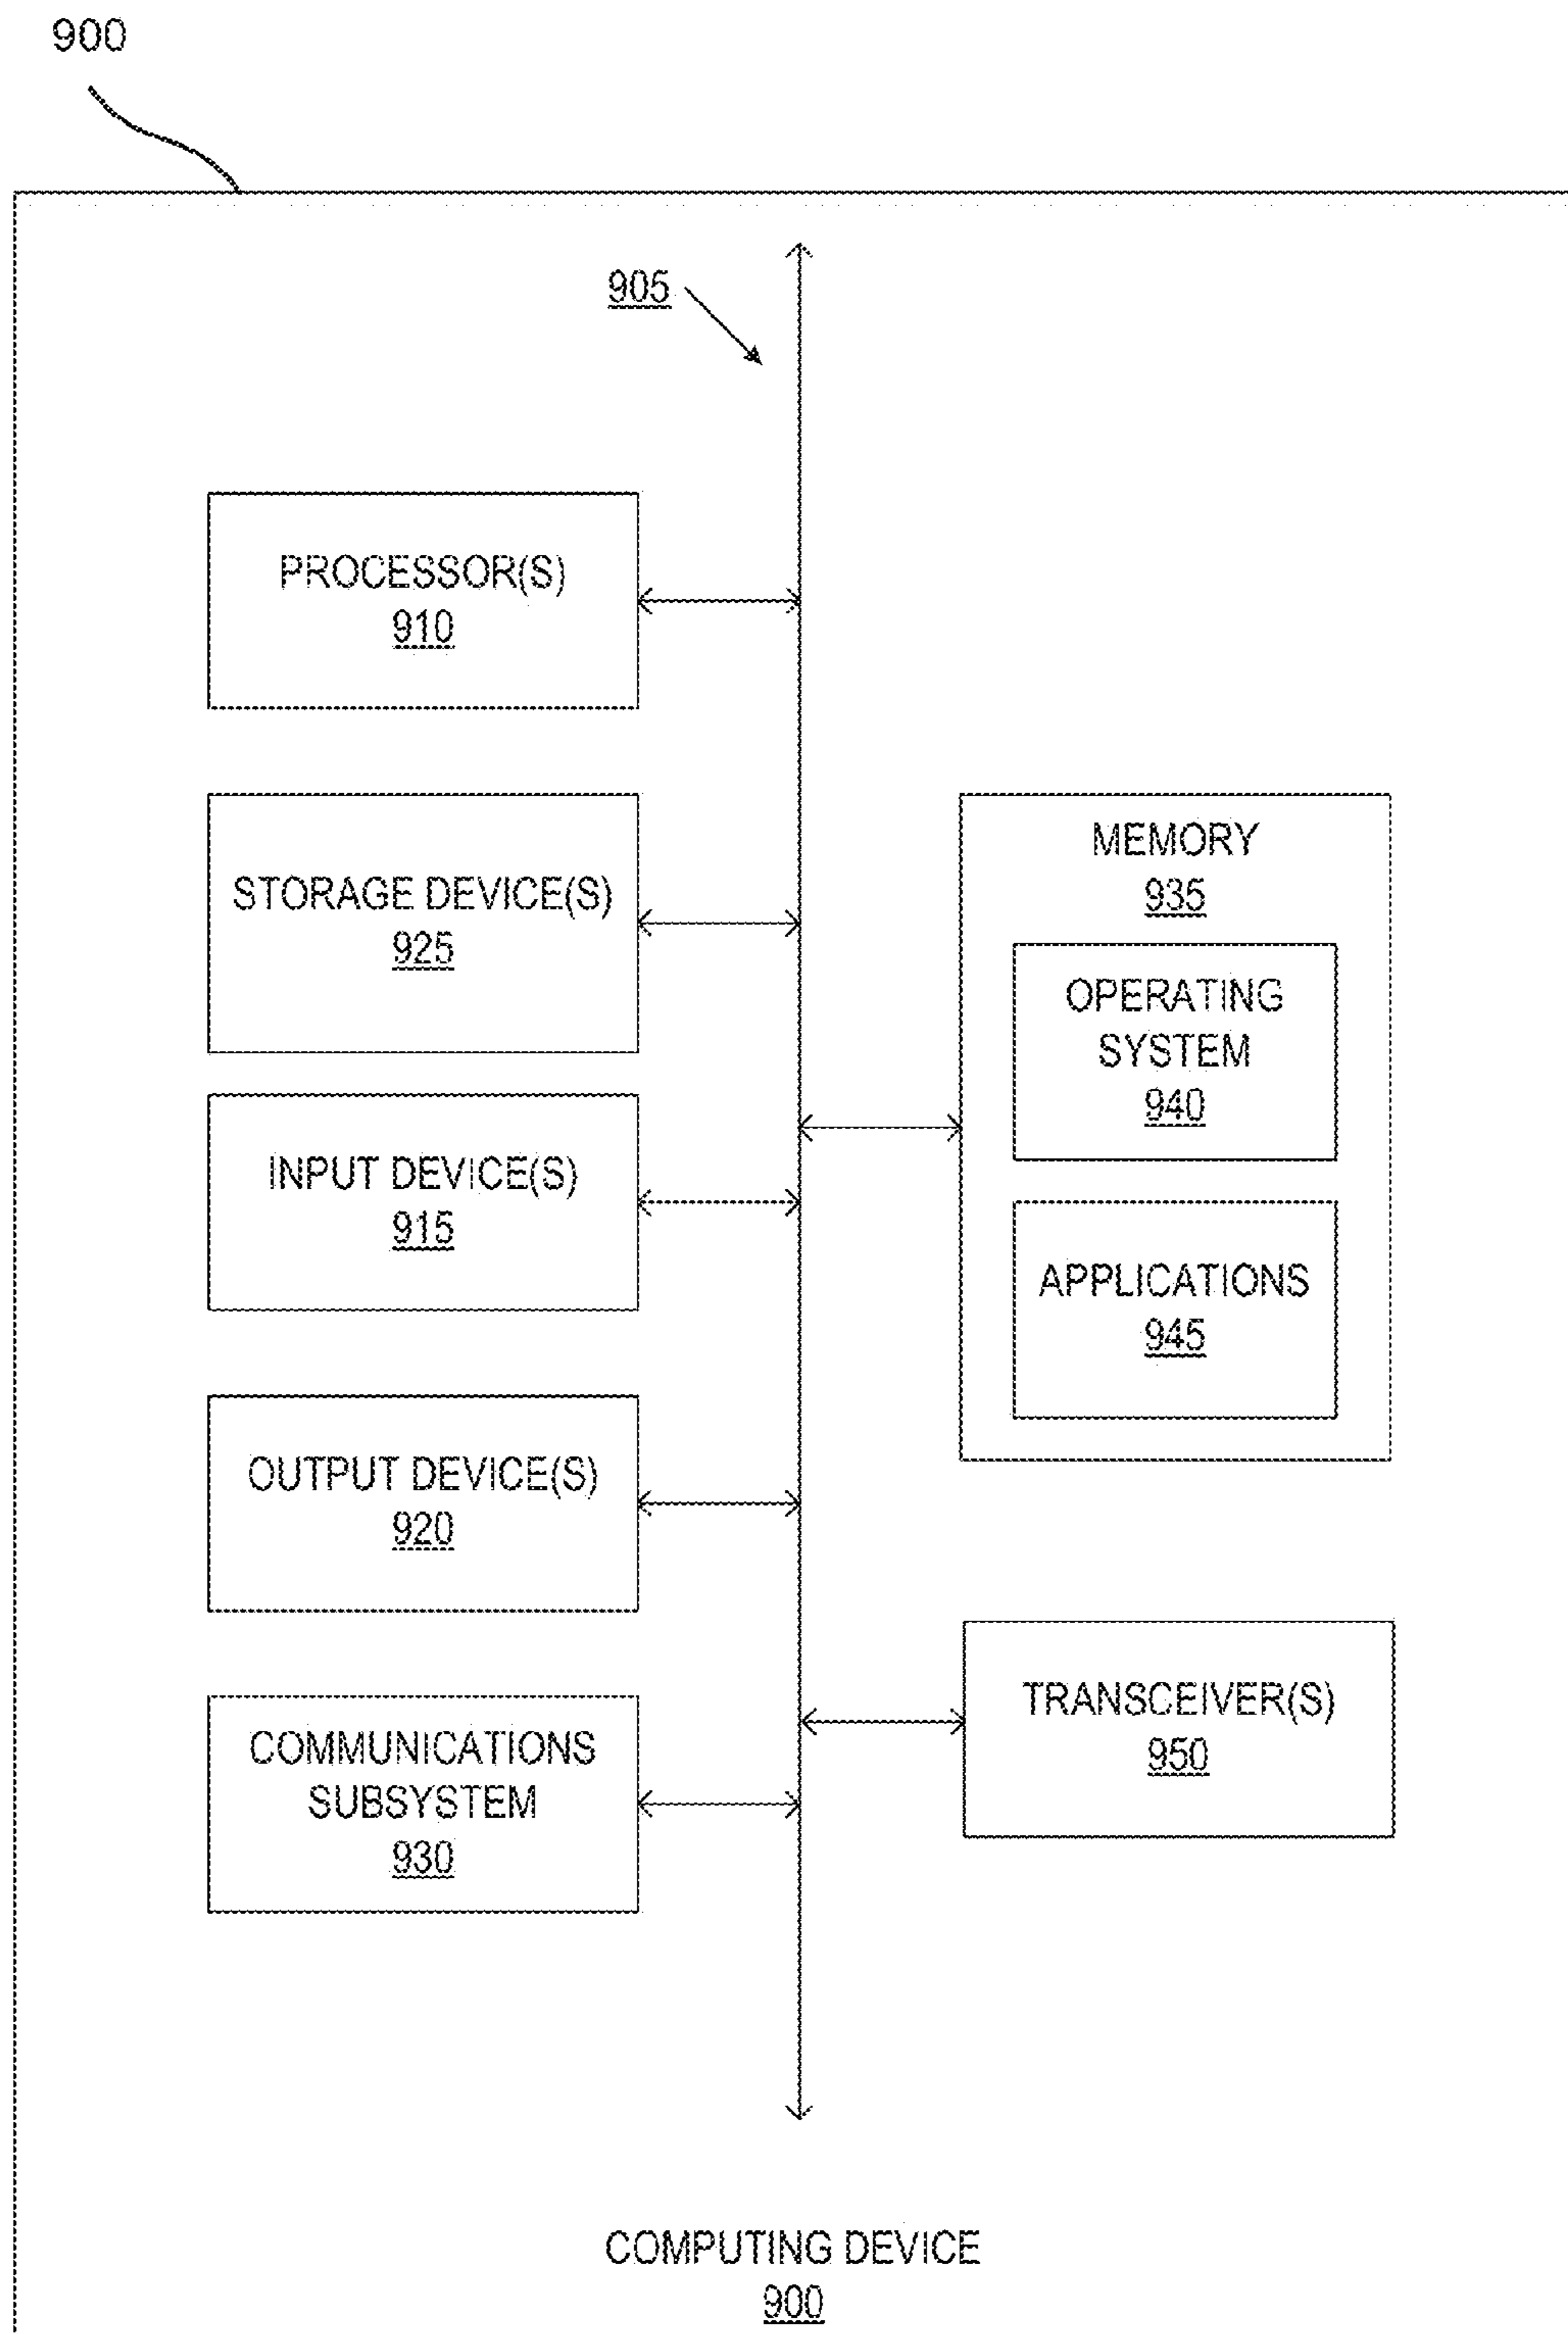 900
905
PROCESSOR(S)
910
STORAGE DEVICE(S)
925
INPUT DEVICE(S)
915
OUTPUT DEVICE(S)
920
COMMUNICATIONS
SUBSYSTEM
930
MEMORY
935
OPERATING
SYSTEM
940
APPLICATIONS
945
TRANSCEIVER(S)
950
COMPUTING DEVICE
900